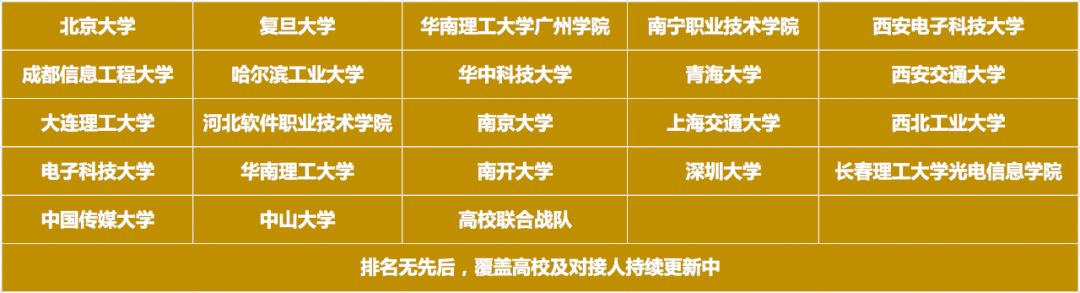 北京大学 复旦大学 华南理工大学广州学院 南宁职业技术学院 西安电子科技大学
成都信息工程大学 哈尔滨工业大学 华中科技大学 青海大学 西安交通大学
大连理工大学 河北软件职业技术学院 南京大学 上海交通大学 西北工业大学
电子科技大学 华南理工大学 南开大学 深圳大学 长春理工大学光电信息学院
中国传媒大学 中山大学 高校联合战队
排名无先后，覆盖高校及对接人持续更新中